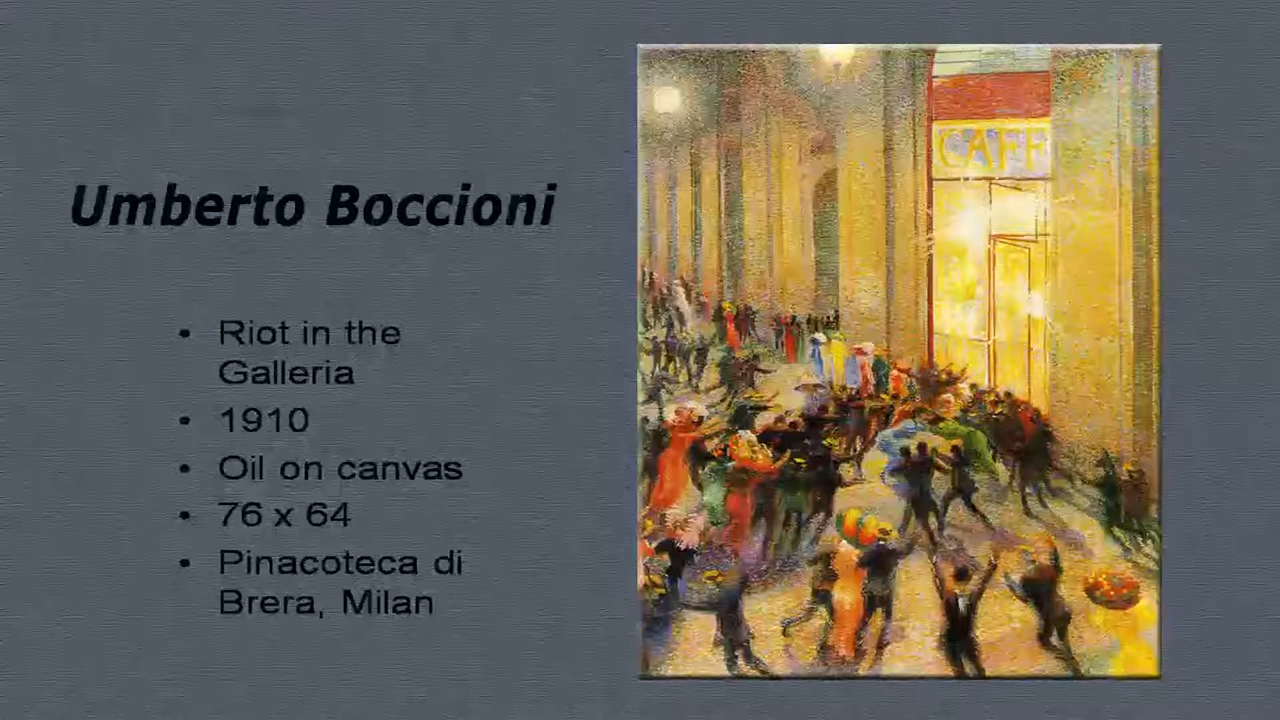 Umberto Boccioni
• Riot in the
Galleria
• 1910
• Oil on canvas
• 76 x 64
• Pinacoteca di
Brera, Milan
CAFF